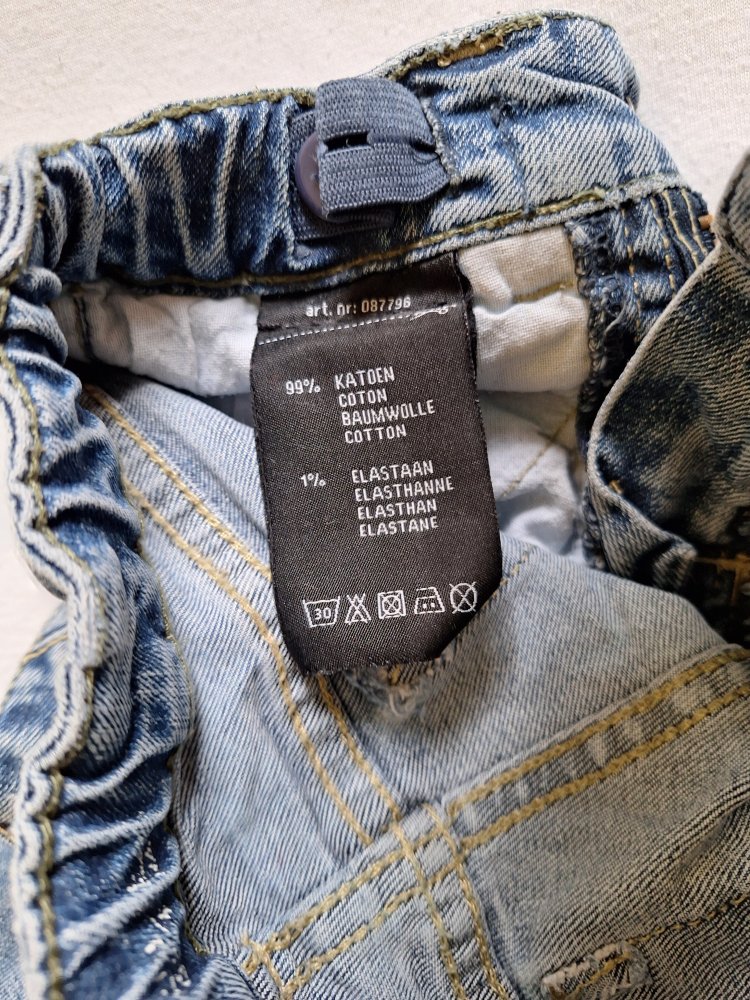 art. nr: 087796
99% KATOEN
COTON
BAUMWOLLE
COTTON
1% ELASTAAN
ELASTHANNE
ELASTHAN
ELASTANE
30